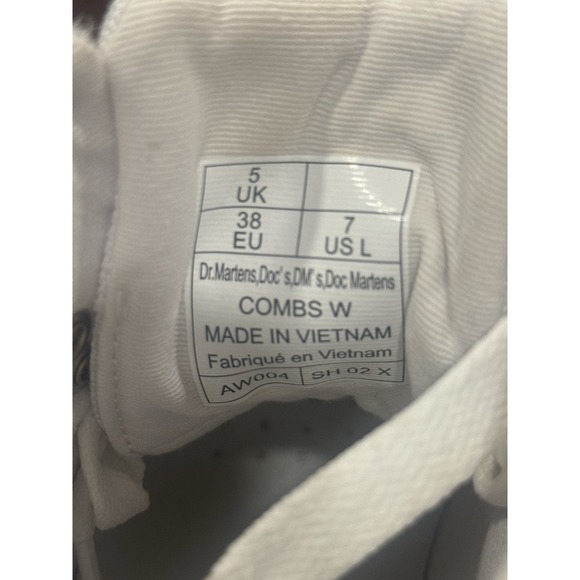 5
UK
38
EU
7
US L
Dr.Martens,Doc's,DM's,Doc Martens
COMBS W
MADE IN VIETNAM
Fabriqué en Vietnam
AW004 SH 02 X